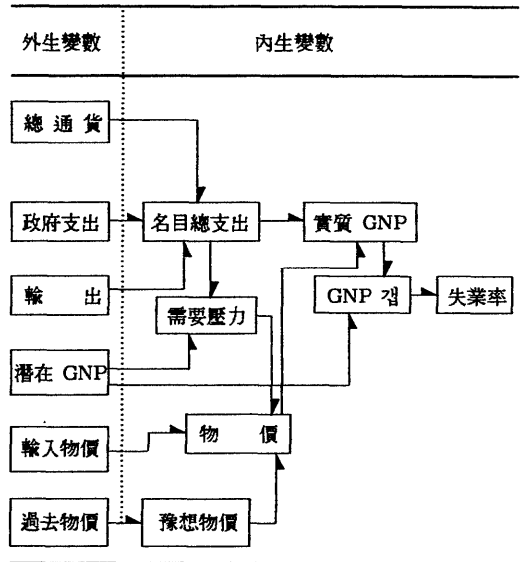 外生變數 內生變數
總通貨
政府支出 名目總支出 實質 GNP
輸出 GNP 갭 失業率
需要壓力
潛在 GNP
輸入物價 物價
過去物價 豫想物價